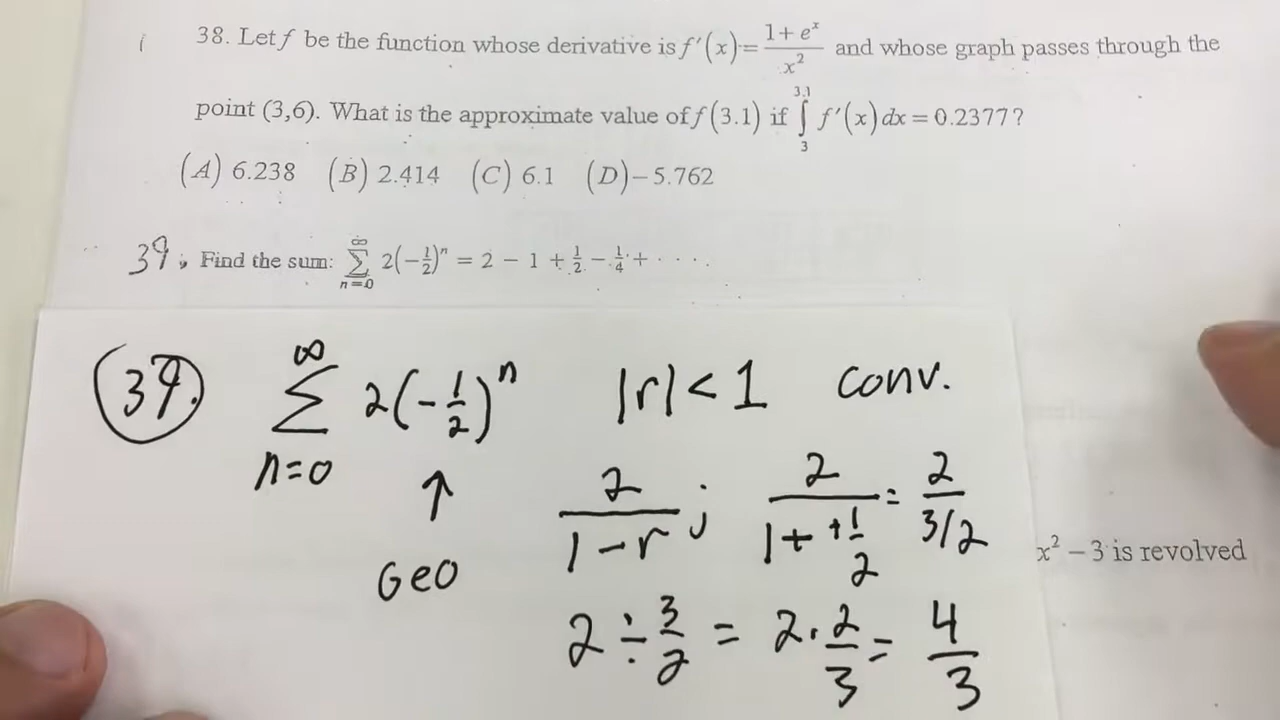 38. Let f be the function whose derivative is f'(x) = (1 + e^x)/x^2 and whose graph passes through the
point (3,6). What is the approximate value of f(3.1) if ∫_3^3.1 f'(x) dx = 0.2377?
(A) 6.238 (B) 2.414 (C) 6.1 (D) −5.762
39. Find the sum: ∑_{n=0}^∞ 2(−1/2)^n = 2 − 1 + 1/2 − 1/4 + · · · ·
39. ∑_{n=0}^∞ 2(−1/2)^n |r| < 1 conv.
↑ 2/(1−r) ; 2/(1 + +1/2) = 2/(3/2)
x² − 3 is revolved
Geo
2 ÷ 3/2 = 2 · 2/3 = 4/3